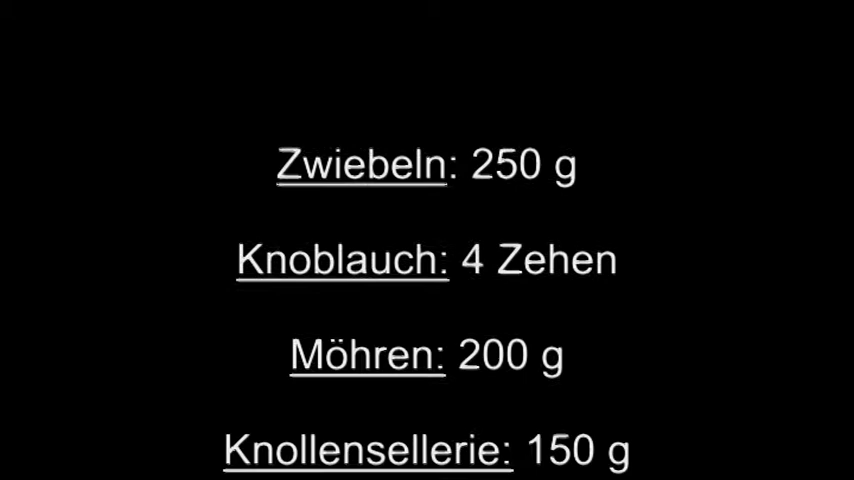 Zwiebeln: 250 g
Knoblauch: 4 Zehen
Möhren: 200 g
Knollensellerie: 150 g